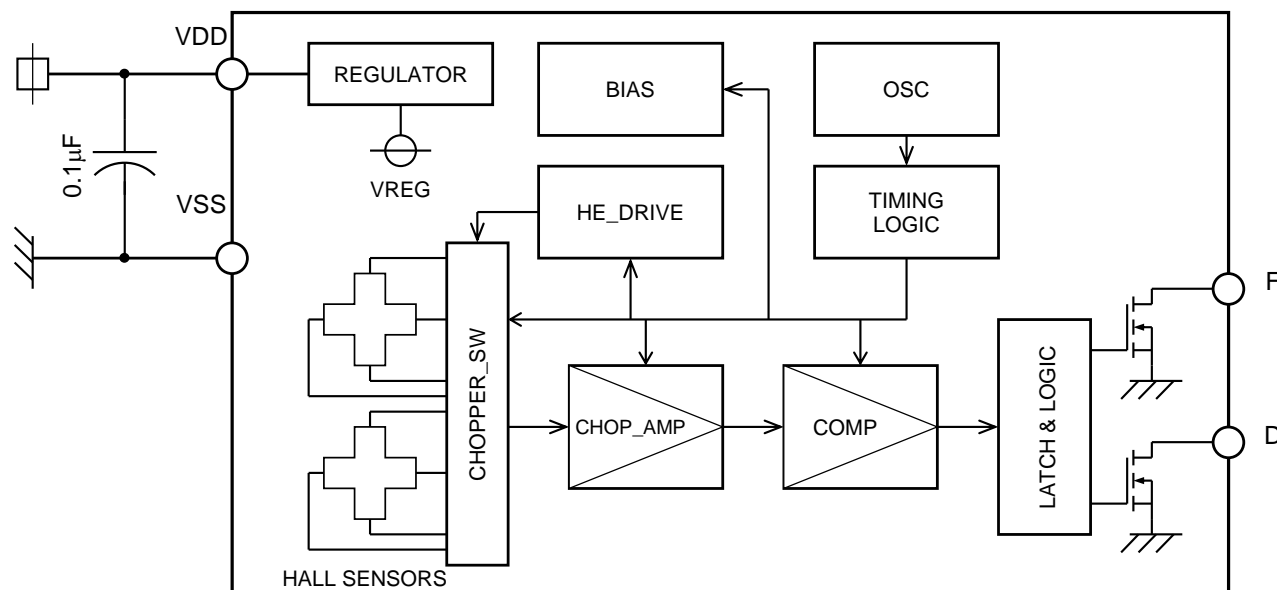 VDD
REGULATOR
BIAS
OSC
0.1µF
VREG
VSS
HE_DRIVE
TIMING
LOGIC
F
CHOPPER_SW
CHOP_AMP
COMP
LATCH & LOGIC
D
HALL SENSORS